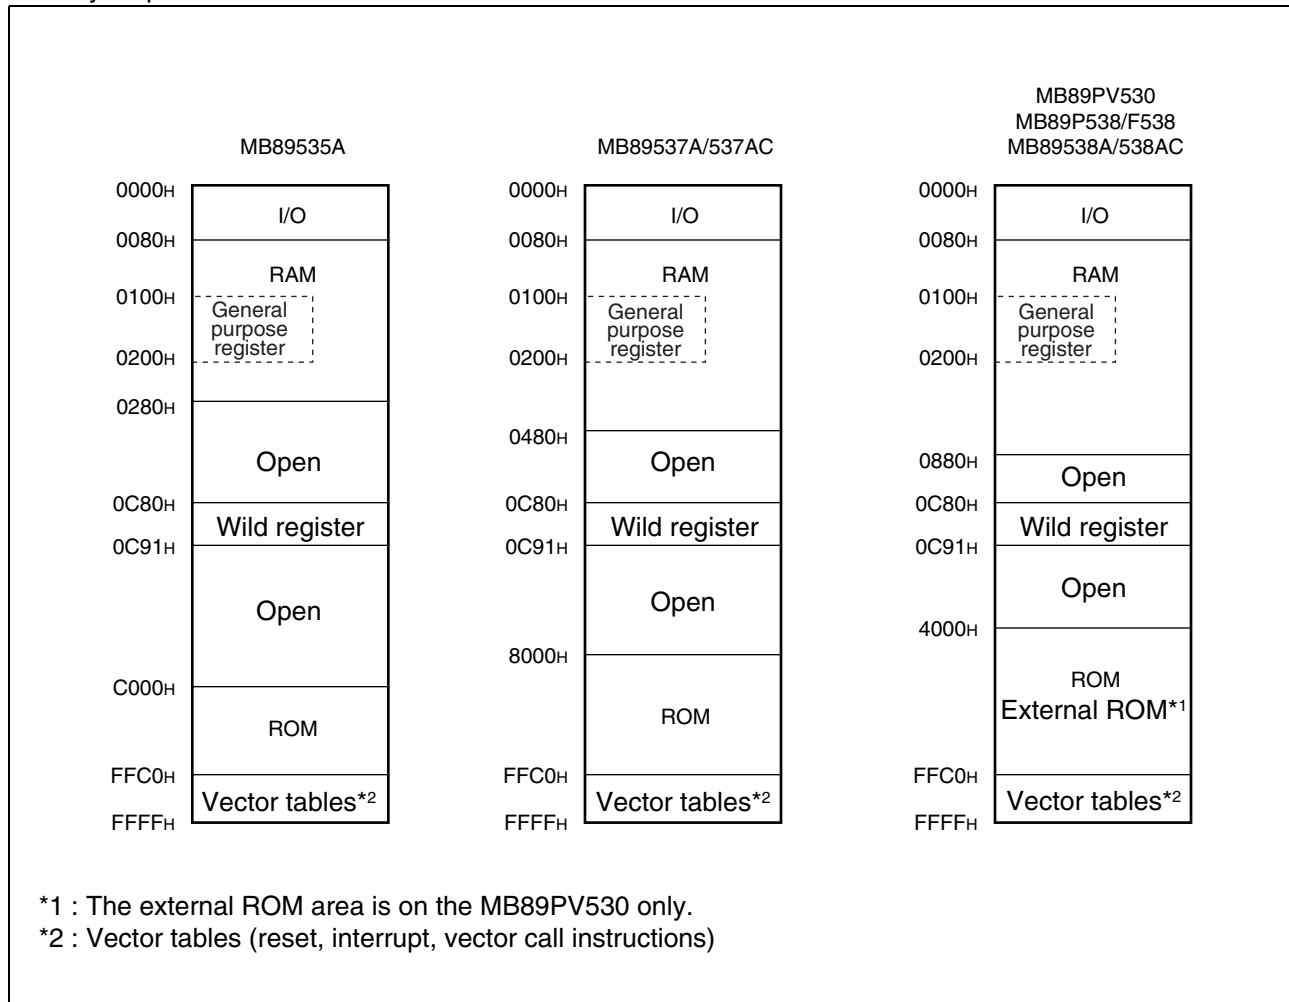 MB89535A
0000H
I/O
0080H
RAM
0100H
General
purpose
register
0200H
0280H
Open
0C80H
Wild register
0C91H
Open
C000H
ROM
FFC0H
Vector tables*2
FFFFH
MB89537A/537AC
0000H
I/O
0080H
RAM
0100H
General
purpose
register
0200H
0480H
Open
0C80H
Wild register
0C91H
Open
8000H
ROM
FFC0H
Vector tables*2
FFFFH
MB89PV530
MB89P538/F538
MB89538A/538AC
0000H
I/O
0080H
RAM
0100H
General
purpose
register
0200H
0880H
Open
0C80H
Wild register
0C91H
Open
4000H
ROM
External ROM*1
FFC0H
Vector tables*2
FFFFH
*1 : The external ROM area is on the MB89PV530 only.
*2 : Vector tables (reset, interrupt, vector call instructions)